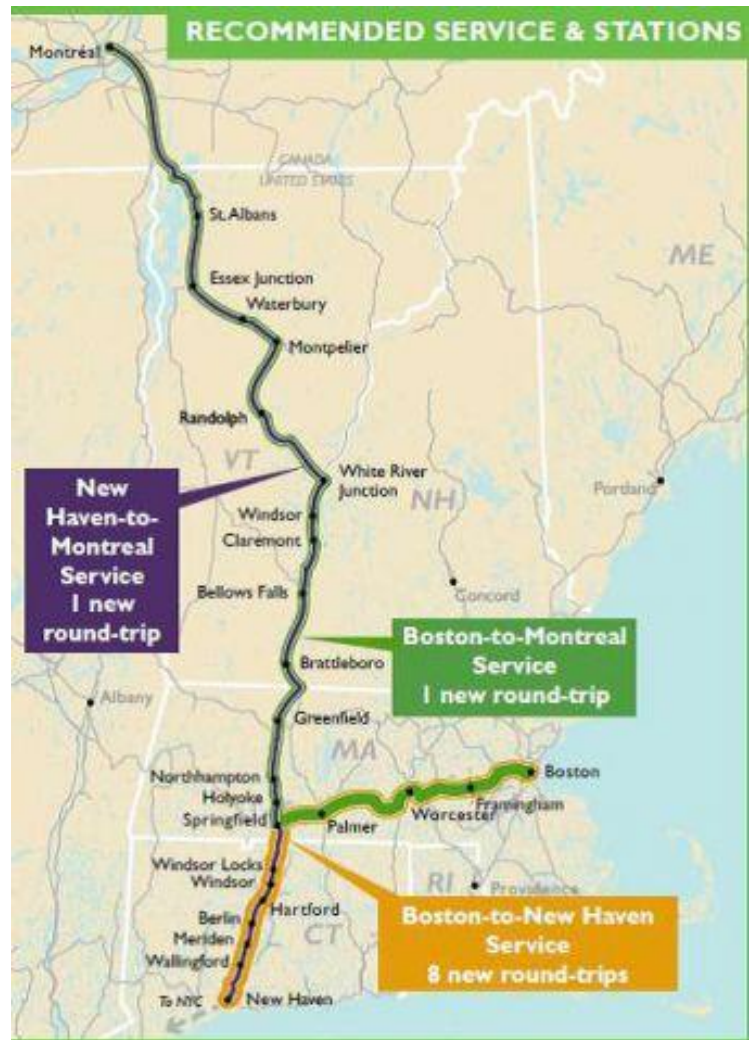 RECOMMENDED SERVICE & STATIONS
Montréal
CANADA
UNITED STATES
St. Albans
ME
Essex Junction
Waterbury
Montpelier
Randolph
VT
White River
Junction
NH
Portland
New
Haven-to-
Montreal
Service
1 new
round-trip
Windsor
Claremont
Bellows Falls
Concord
Boston-to-Montreal
Service
1 new round-trip
Brattleboro
Albany
Greenfield
MA
Northhampton
Holyoke
Springfield
Boston
Framingham
Worcester
Palmer
Windsor Locks
Windsor
RI
Providence
Hartford
Berlin
CT
Meriden
Wallingford
Boston-to-New Haven
Service
8 new round-trips
To NYC
New Haven